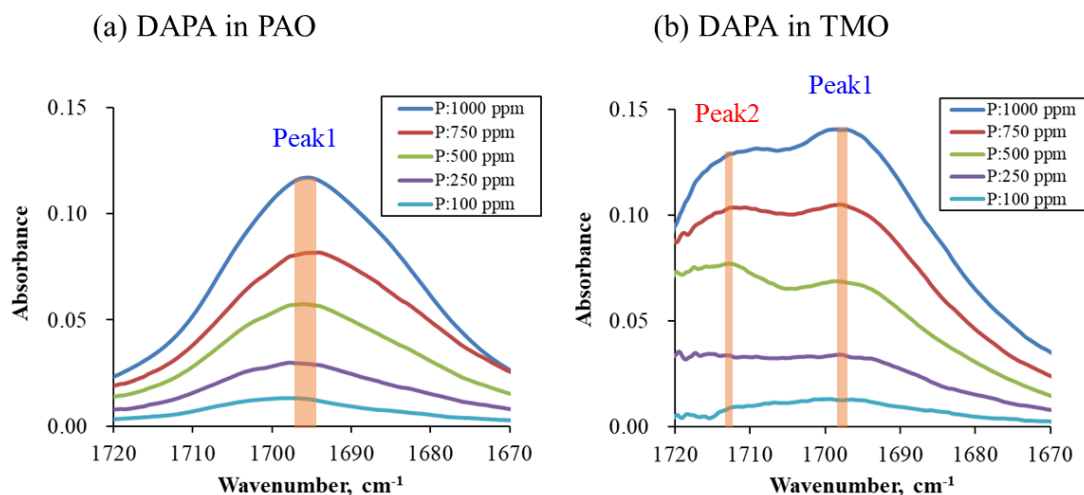 (a) DAPA in PAO
Peak1
P:1000 ppm
P:750 ppm
P:500 ppm
P:250 ppm
P:100 ppm
Absorbance
0.15
0.10
0.05
0.00
1720 1710 1700 1690 1680 1670
Wavenumber, cm⁻¹
(b) DAPA in TMO
Peak2
Peak1
P:1000 ppm
P:750 ppm
P:500 ppm
P:250 ppm
P:100 ppm
Absorbance
0.15
0.10
0.05
0.00
1720 1710 1700 1690 1680 1670
Wavenumber, cm⁻¹